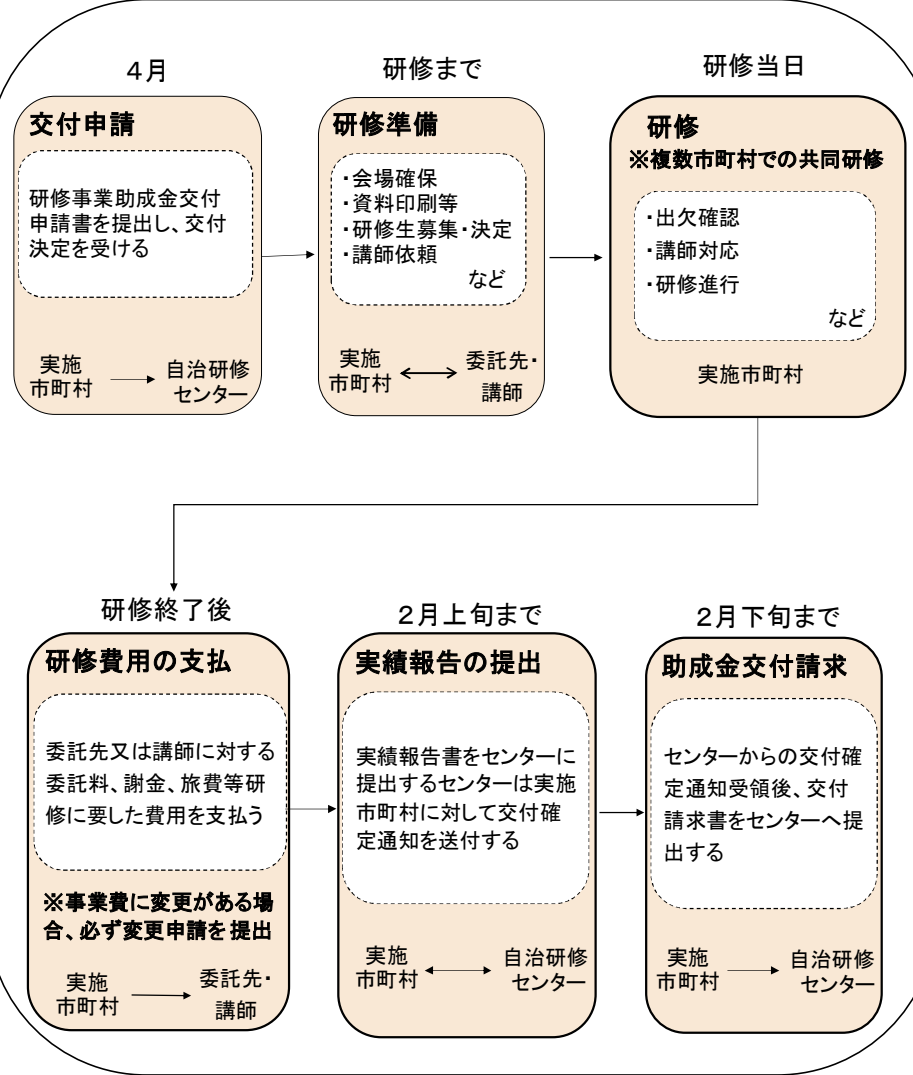 4月
交付申請
研修事業助成金交付
申請書を提出し、交付
決定を受ける
実施
市町村
自治研修
センター
研修まで
研修準備
・会場確保
・資料印刷等
・研修生募集・決定
・講師依頼
など
実施
市町村
委託先・
講師
研修当日
研修
※複数市町村での共同研修
・出欠確認
・講師対応
・研修進行
など
実施市町村
研修終了後
研修費用の支払
委託先又は講師に対する
委託料、謝金、旅費等研
修に要した費用を支払う
※事業費に変更がある場
合、必ず変更申請を提出
実施
市町村
委託先・
講師
2月上旬まで
実績報告の提出
実績報告書をセンターに
提出するセンターは実施
市町村に対して交付確
定通知を送付する
実施
市町村
自治研修
センター
2月下旬まで
助成金交付請求
センターからの交付確
定通知受領後、交付
請求書をセンターへ提
出する
実施
市町村
自治研修
センター